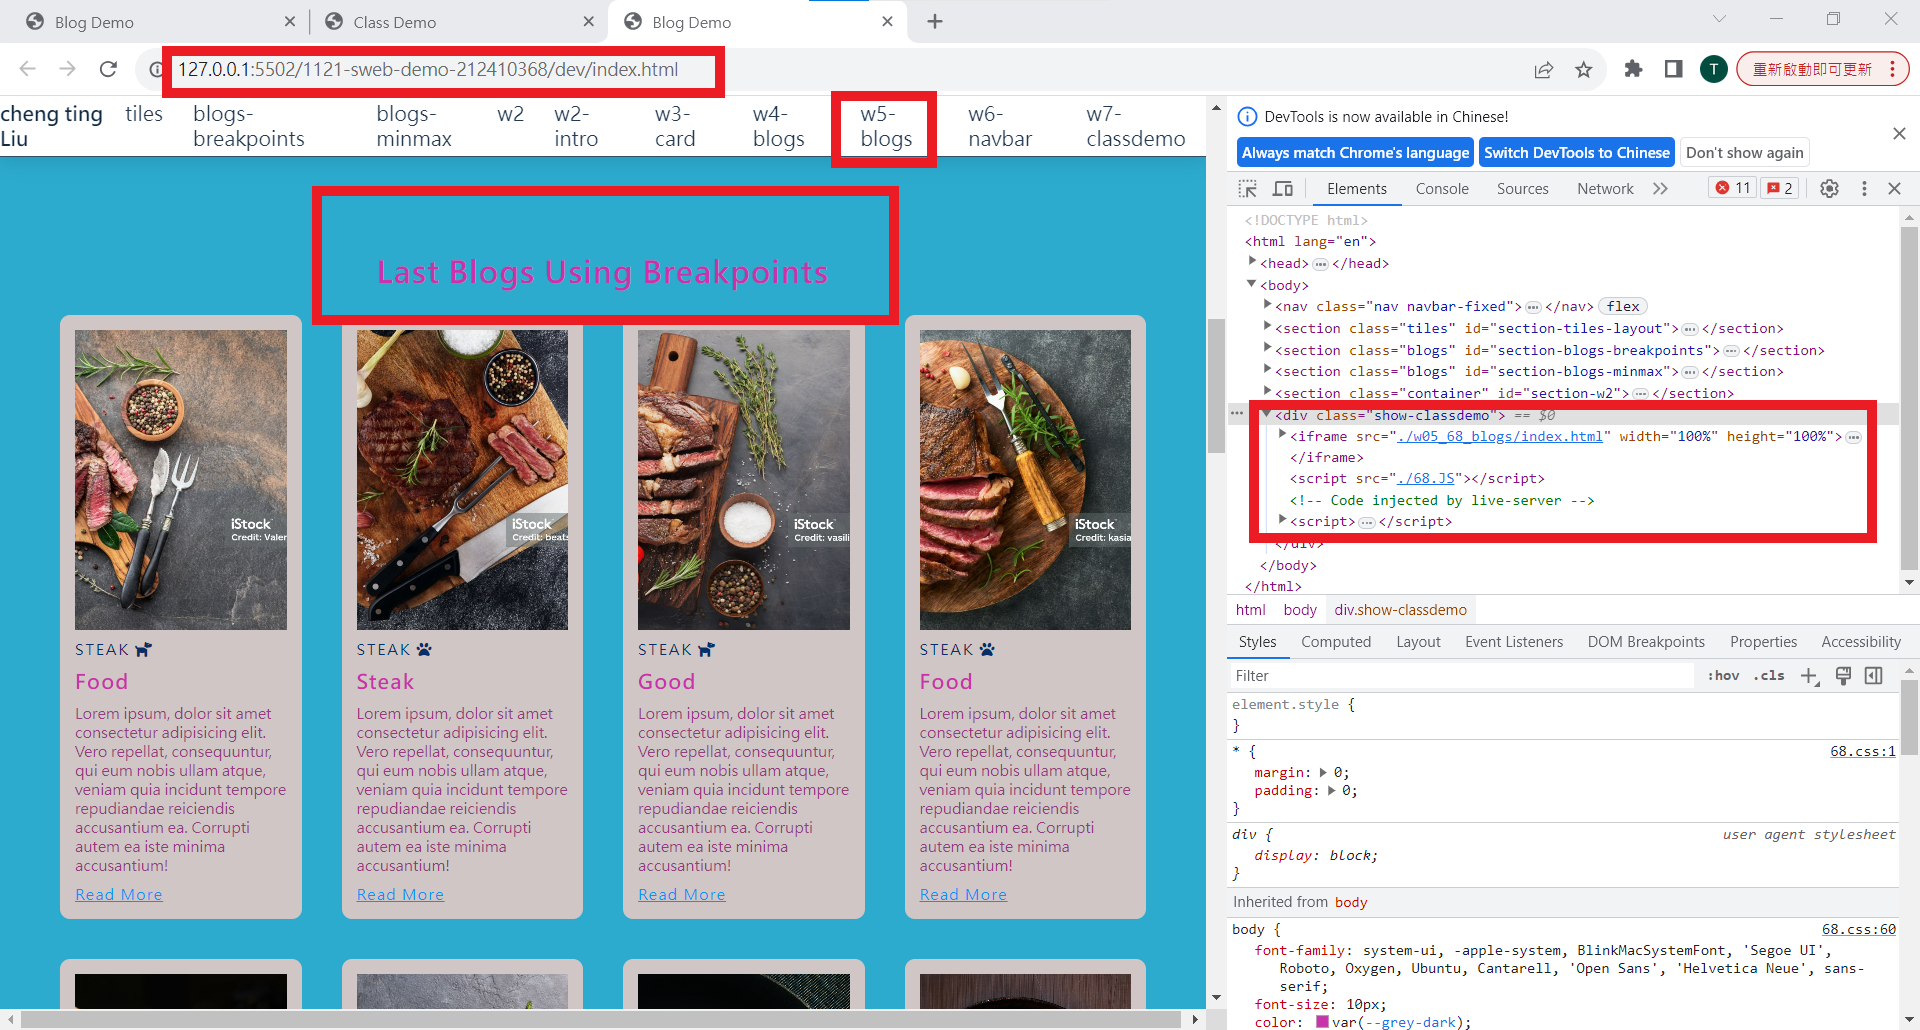 Blog Demo
Class Demo
Blog Demo
127.0.0.1:5502/1121-sweb-demo-212410368/dev/index.html
T
重新啟動即可更新
cheng ting Liu
tiles
blogs-breakpoints
blogs-minmax
w2
w2-intro
w3-card
w4-blogs
w5-blogs
w6-navbar
w7-classdemo
Last Blogs Using Breakpoints
iStock
Credit: Valer
STEAK
Food
Lorem ipsum, dolor sit amet
consectetur adipisicing elit.
Vero repellat, consequuntur,
qui eum nobis ullam atque,
veniam quia incidunt tempore
repudiandae reiciendis
accusantium ea. Corrupti
autem ea iste minima
accusantium!
Read More
iStock
Credit: beats
STEAK
Steak
Lorem ipsum, dolor sit amet
consectetur adipisicing elit.
Vero repellat, consequuntur,
qui eum nobis ullam atque,
veniam quia incidunt tempore
repudiandae reiciendis
accusantium ea. Corrupti
autem ea iste minima
accusantium!
Read More
iStock
Credit: vasili
STEAK
Good
Lorem ipsum, dolor sit amet
consectetur adipisicing elit.
Vero repellat, consequuntur,
qui eum nobis ullam atque,
veniam quia incidunt tempore
repudiandae reiciendis
accusantium ea. Corrupti
autem ea iste minima
accusantium!
Read More
iStock
Credit: kasia
STEAK
Food
Lorem ipsum, dolor sit amet
consectetur adipisicing elit.
Vero repellat, consequuntur,
qui eum nobis ullam atque,
veniam quia incidunt tempore
repudiandae reiciendis
accusantium ea. Corrupti
autem ea iste minima
accusantium!
Read More
DevTools is now available in Chinese!
Always match Chrome's language
Switch DevTools to Chinese
Don't show again
Elements
Console
Sources
Network
11
2
<!DOCTYPE html>
<html lang="en">
<head>…</head>
<body>
<nav class="nav navbar-fixed">…</nav> flex
<section class="tiles" id="section-tiles-layout">…</section>
<section class="blogs" id="section-blogs-breakpoints">…</section>
<section class="blogs" id="section-blogs-minmax">…</section>
<section class="container" id="section-w2">…</section>
<div class="show-classdemo"> == $0
<iframe src="./w05_68_blogs/index.html" width="100%" height="100%">…
</iframe>
<script src="./68.JS"></script>
<!-- Code injected by live-server -->
<script>…</script>
</div>
</body>
</html>
html
body
div.show-classdemo
Styles
Computed
Layout
Event Listeners
DOM Breakpoints
Properties
Accessibility
Filter
:hov
.cls
element.style {
}
* {
68.css:1
margin: 0;
padding: 0;
}
div {
user agent stylesheet
display: block;
}
Inherited from body
body {
68.css:60
font-family: system-ui, -apple-system, BlinkMacSystemFont, 'Segoe UI',
Roboto, Oxygen, Ubuntu, Cantarell, 'Open Sans', 'Helvetica Neue', sans-
serif;
font-size: 10px;
color: var(--grey-dark);